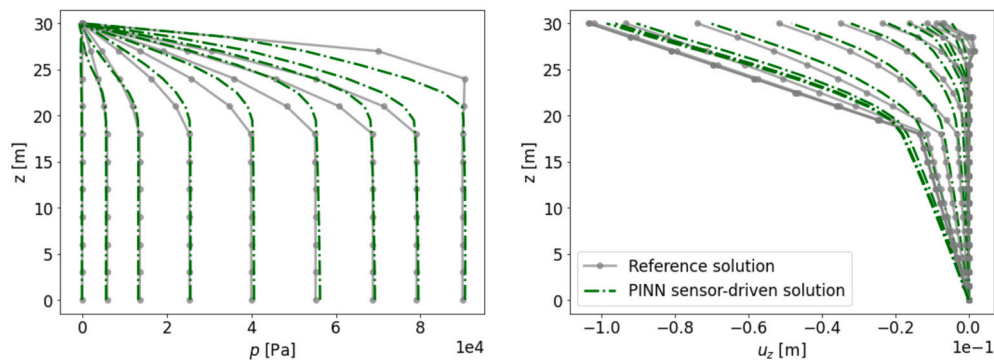 30
25
20
15
10
5
0
z [m]
0 2 4 6 8
1e4
p [Pa]
30
25
20
15
10
5
0
z [m]
Reference solution
PINN sensor-driven solution
−1.0 −0.8 −0.6 −0.4 −0.2 0.0
1e−1
u_z [m]